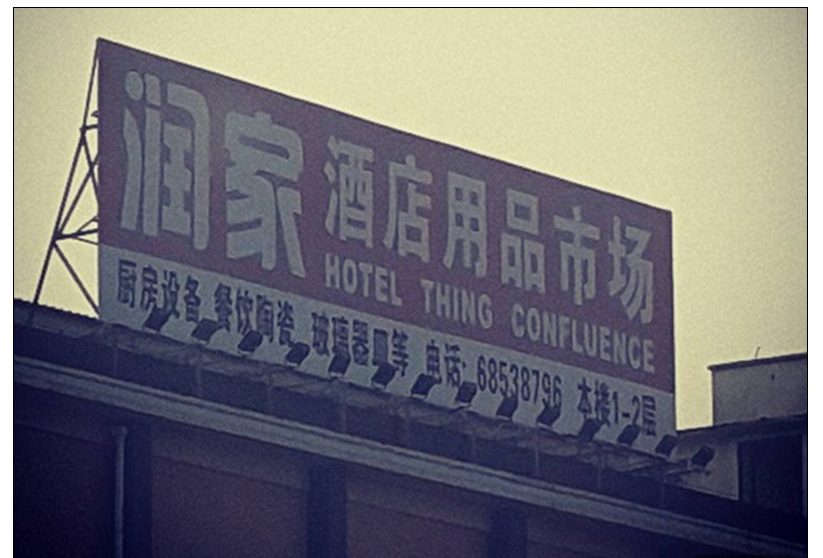 润家 酒店用品市场
HOTEL THING CONFLUENCE
厨房设备 餐饮陶瓷 玻璃器皿等 电话: 68538796 本楼1-2层